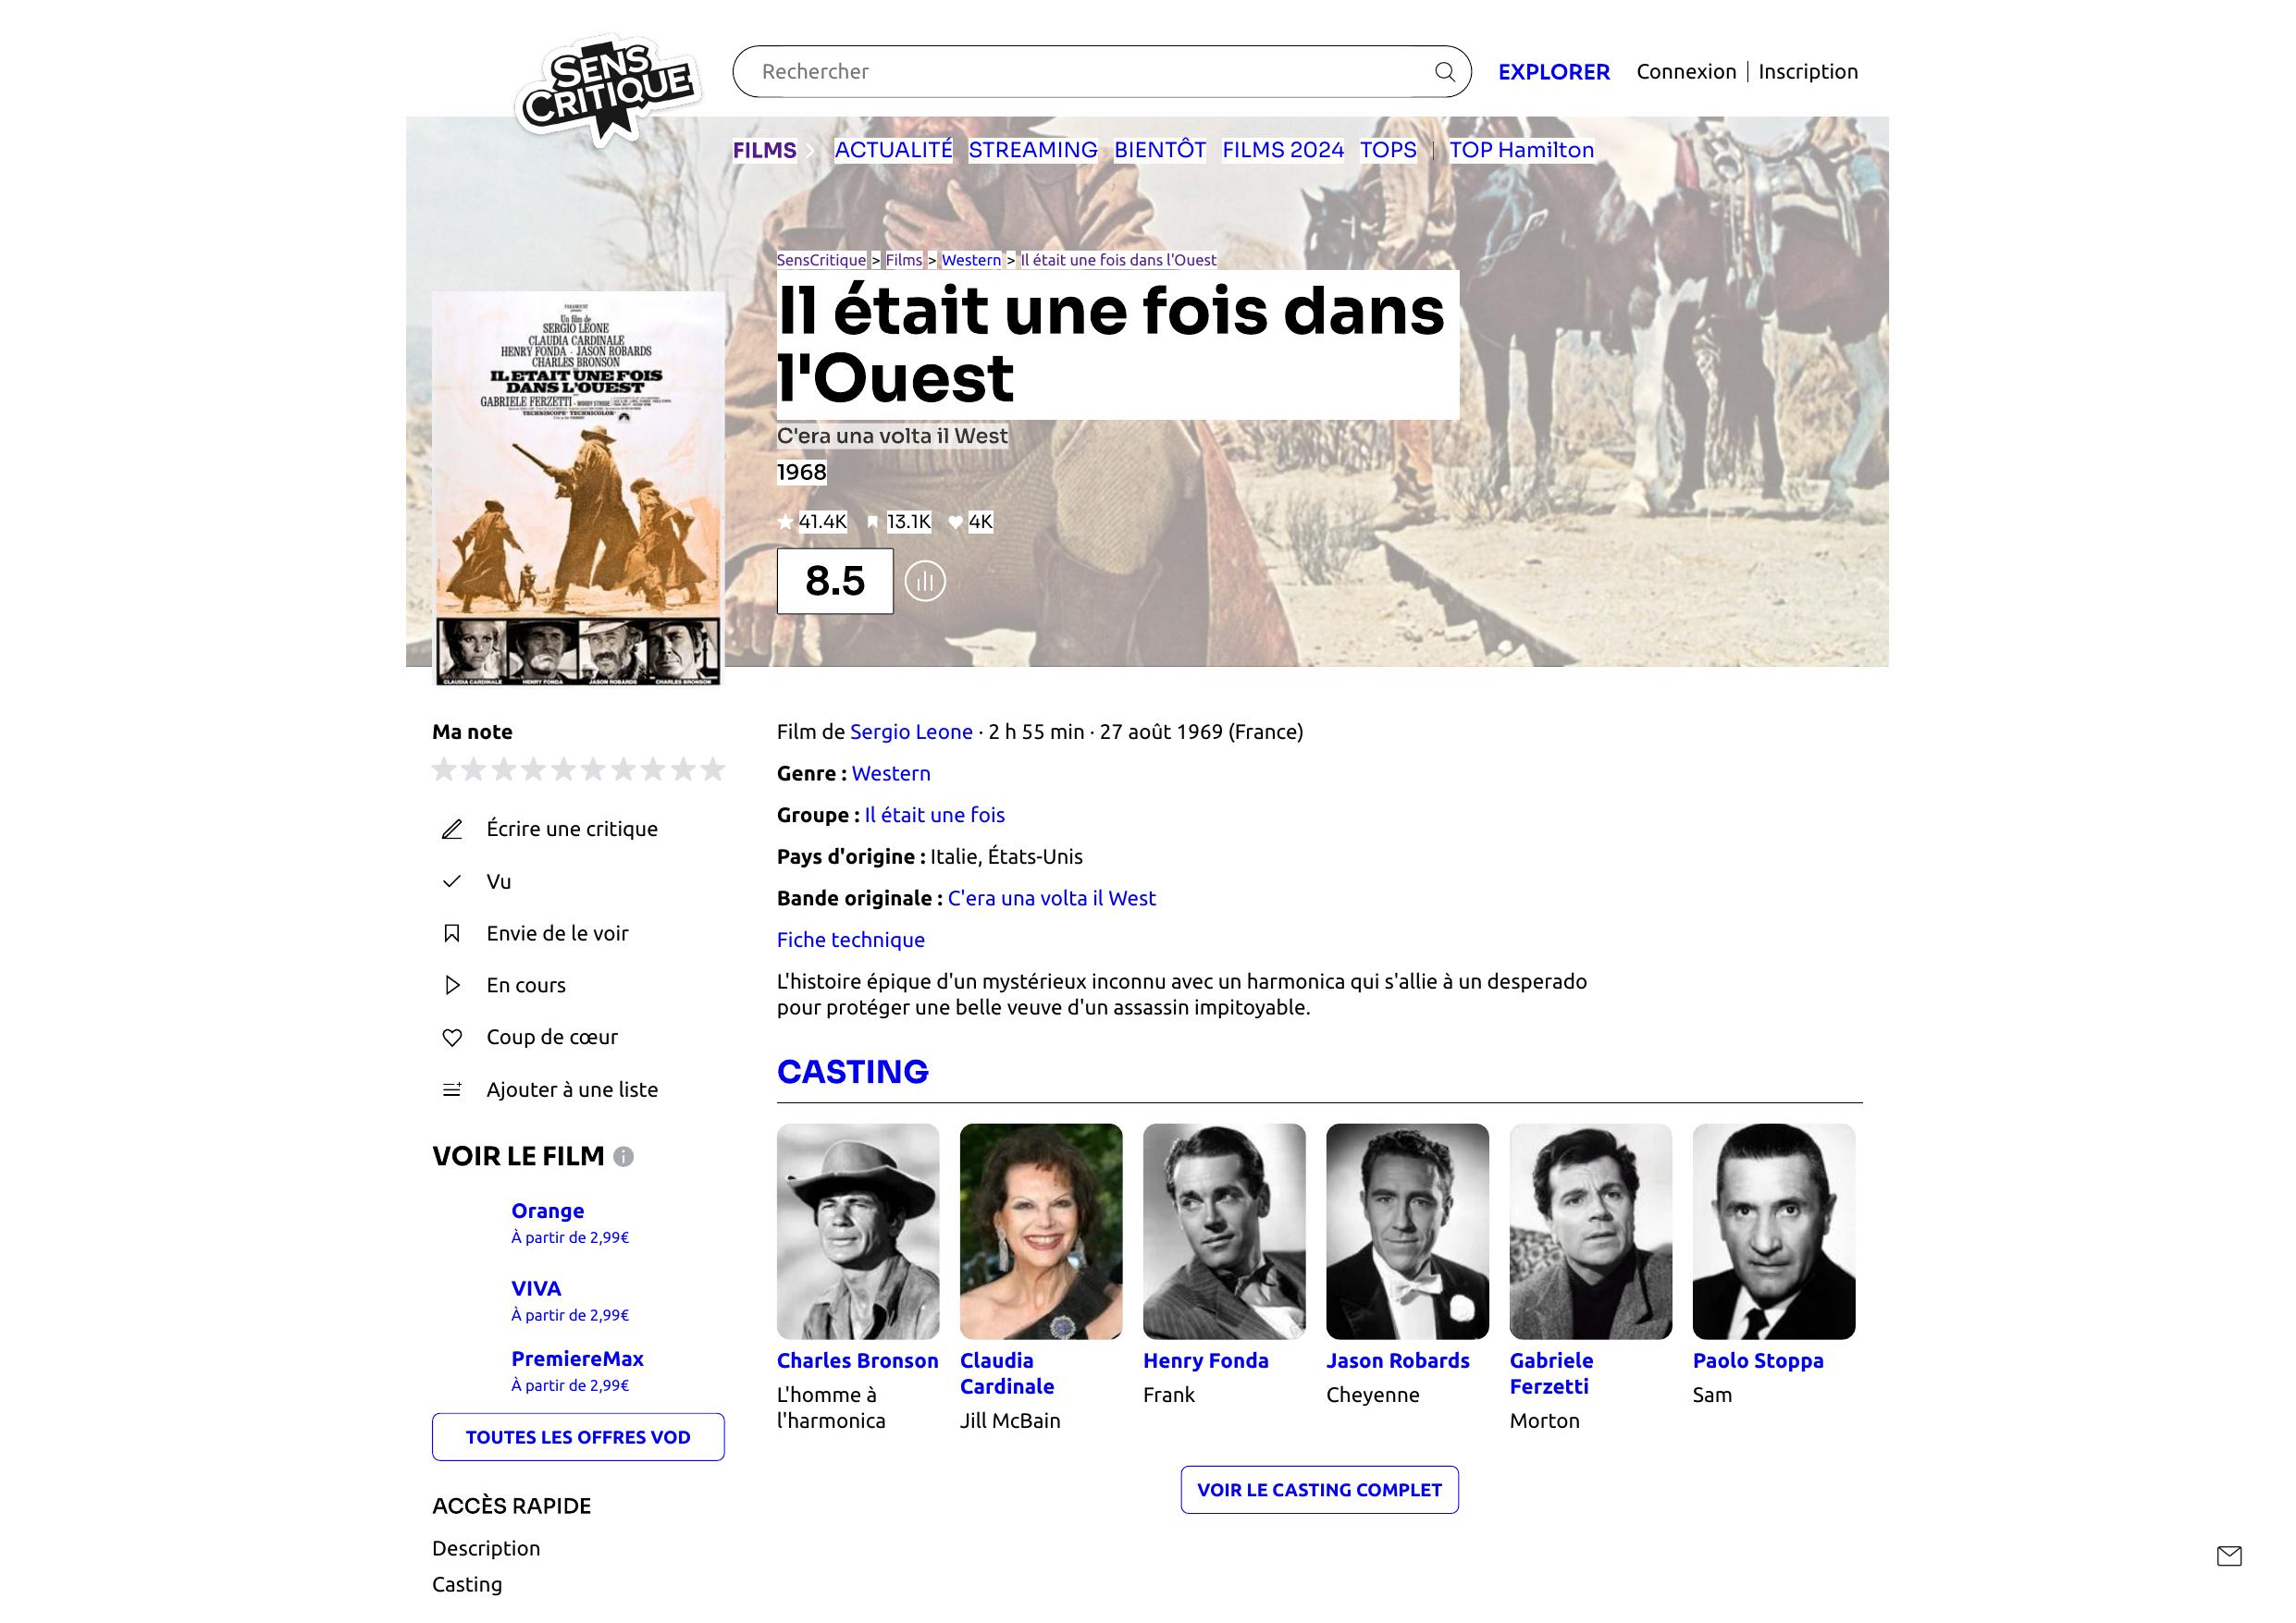 SENS
CRITIQUE
Rechercher
EXPLORER
Connexion | Inscription
FILMS
ACTUALITÉ
STREAMING
BIENTÔT
FILMS 2024
TOPS
|
TOP Hamilton
SensCritique > Films > Western > Il était une fois dans l'Ouest
Il était une fois dans
l'Ouest
C'era una volta il West
1968
41.4K
13.1K
4K
8.5
PARAMOUNT
Un film de
SERGIO LEONE
CLAUDIA CARDINALE
HENRY FONDA · JASON ROBARDS
CHARLES BRONSON
IL ETAIT UNE FOIS
DANS L'OUEST
GABRIELE FERZETTI
TECHNISCOPE TECHNICOLOR
CLAUDIA CARDINALE
HENRY FONDA
JASON ROBARDS
CHARLES BRONSON
Ma note
Écrire une critique
Vu
Envie de le voir
En cours
Coup de cœur
Ajouter à une liste
VOIR LE FILM
Orange
À partir de 2,99€
VIVA
À partir de 2,99€
PremiereMax
À partir de 2,99€
TOUTES LES OFFRES VOD
ACCÈS RAPIDE
Description
Casting
Film de Sergio Leone · 2 h 55 min · 27 août 1969 (France)
Genre : Western
Groupe : Il était une fois
Pays d'origine : Italie, États-Unis
Bande originale : C'era una volta il West
Fiche technique
L'histoire épique d'un mystérieux inconnu avec un harmonica qui s'allie à un desperado
pour protéger une belle veuve d'un assassin impitoyable.
CASTING
Charles Bronson
L'homme à
l'harmonica
Claudia
Cardinale
Jill McBain
Henry Fonda
Frank
Jason Robards
Cheyenne
Gabriele
Ferzetti
Morton
Paolo Stoppa
Sam
VOIR LE CASTING COMPLET